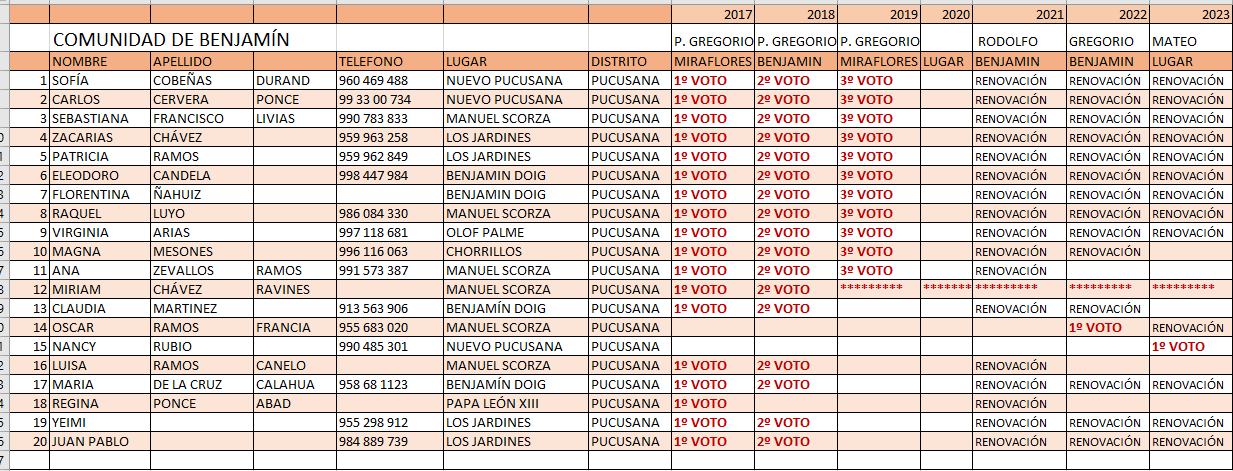 2017 2018 2019 2020 2021 2022 2023
COMUNIDAD DE BENJAMÍN P. GREGORIO P. GREGORIO P. GREGORIO RODOLFO GREGORIO MATEO
NOMBRE APELLIDO TELEFONO LUGAR DISTRITO MIRAFLORES BENJAMIN MIRAFLORES LUGAR BENJAMIN BENJAMIN LUGAR
1 SOFÍA COBEÑAS DURAND 960 469 488 NUEVO PUCUSANA PUCUSANA 1º VOTO 2º VOTO 3º VOTO RENOVACIÓN RENOVACIÓN RENOVACIÓN
2 CARLOS CERVERA PONCE 99 33 00 734 NUEVO PUCUSANA PUCUSANA 1º VOTO 2º VOTO 3º VOTO RENOVACIÓN RENOVACIÓN RENOVACIÓN
3 SEBASTIANA FRANCISCO LIVIAS 990 783 833 MANUEL SCORZA PUCUSANA 1º VOTO 2º VOTO 3º VOTO RENOVACIÓN RENOVACIÓN RENOVACIÓN
4 ZACARIAS CHÁVEZ 959 963 258 LOS JARDINES PUCUSANA 1º VOTO 2º VOTO 3º VOTO RENOVACIÓN RENOVACIÓN RENOVACIÓN
5 PATRICIA RAMOS 959 962 849 LOS JARDINES PUCUSANA 1º VOTO 2º VOTO 3º VOTO RENOVACIÓN RENOVACIÓN RENOVACIÓN
6 ELEODORO CANDELA 998 447 984 BENJAMIN DOIG PUCUSANA 1º VOTO 2º VOTO 3º VOTO RENOVACIÓN RENOVACIÓN RENOVACIÓN
7 FLORENTINA ÑAHUIZ BENJAMIN DOIG PUCUSANA 1º VOTO 2º VOTO 3º VOTO RENOVACIÓN RENOVACIÓN RENOVACIÓN
8 RAQUEL LUYO 986 084 330 MANUEL SCORZA PUCUSANA 1º VOTO 2º VOTO 3º VOTO RENOVACIÓN RENOVACIÓN RENOVACIÓN
9 VIRGINIA ARIAS 997 118 681 OLOF PALME PUCUSANA 1º VOTO 2º VOTO 3º VOTO RENOVACIÓN RENOVACIÓN RENOVACIÓN
10 MAGNA MESONES 996 116 063 CHORRILLOS PUCUSANA 1º VOTO 2º VOTO 3º VOTO RENOVACIÓN RENOVACIÓN
11 ANA ZEVALLOS RAMOS 991 573 387 MANUEL SCORZA PUCUSANA 1º VOTO 2º VOTO 3º VOTO RENOVACIÓN
12 MIRIAM CHÁVEZ RAVINES MANUEL SCORZA PUCUSANA 1º VOTO 2º VOTO ********* ******* ********* ********* *********
13 CLAUDIA MARTINEZ 913 563 906 BENJAMÍN DOIG PUCUSANA 1º VOTO 2º VOTO RENOVACIÓN RENOVACIÓN
14 OSCAR RAMOS FRANCIA 955 683 020 MANUEL SCORZA PUCUSANA 1º VOTO RENOVACIÓN
15 NANCY RUBIO 990 485 301 NUEVO PUCUSANA PUCUSANA 1º VOTO
16 LUISA RAMOS CANELO MANUEL SCORZA PUCUSANA 1º VOTO 2º VOTO RENOVACIÓN
17 MARIA DE LA CRUZ CALAHUA 958 68 1123 BENJAMÍN DOIG PUCUSANA 1º VOTO 2º VOTO RENOVACIÓN RENOVACIÓN RENOVACIÓN
18 REGINA PONCE ABAD PAPA LEÓN XIII PUCUSANA 1º VOTO RENOVACIÓN
19 YEIMI 955 298 912 LOS JARDINES PUCUSANA 1º VOTO 2º VOTO RENOVACIÓN RENOVACIÓN RENOVACIÓN
20 JUAN PABLO 984 889 739 LOS JARDINES PUCUSANA 1º VOTO 2º VOTO RENOVACIÓN RENOVACIÓN RENOVACIÓN